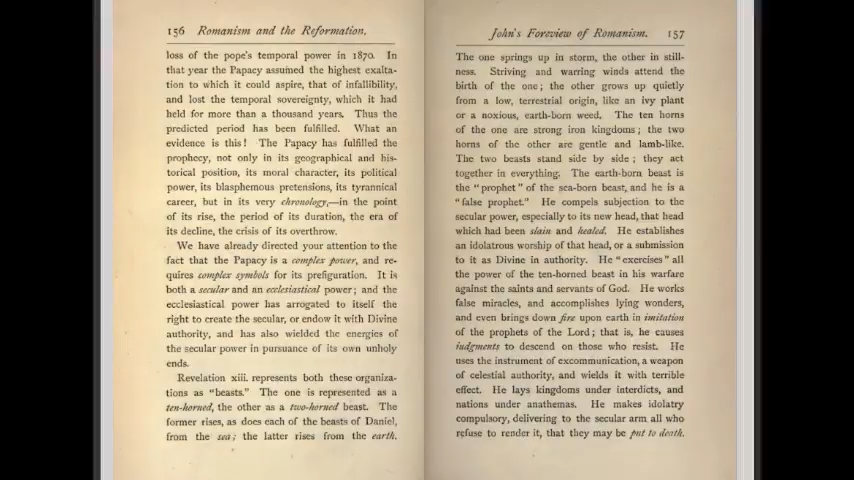 156 Romanism and the Reformation.
loss of the pope's temporal power in 1870. In
that year the Papacy assumed the highest exalta-
tion to which it could aspire, that of infallibility,
and lost the temporal sovereignty, which it had
held for more than a thousand years. Thus the
predicted period has been fulfilled. What an
evidence is this! The Papacy has fulfilled the
prophecy, not only in its geographical and his-
torical position, its moral character, its political
power, its blasphemous pretensions, its tyrannical
career, but in its very chronology,—in the point
of its rise, the period of its duration, the era of
its decline, the crisis of its overthrow.
We have already directed your attention to the
fact that the Papacy is a complex power, and re-
quires complex symbols for its prefiguration. It is
both a secular and an ecclesiastical power; and the
ecclesiastical power has arrogated to itself the
right to create the secular, or endow it with Divine
authority, and has also wielded the energies of
the secular power in pursuance of its own unholy
ends.
Revelation xiii. represents both these organiza-
tions as "beasts." The one is represented as a
ten-horned, the other as a two-horned beast. The
former rises, as does each of the beasts of Daniel,
from the sea; the latter rises from the earth.
John's Foreview of Romanism. 157
The one springs up in storm, the other in still-
ness. Striving and warring winds attend the
birth of the one; the other grows up quietly
from a low, terrestrial origin, like an ivy plant
or a noxious, earth-born weed. The ten horns
of the one are strong iron kingdoms; the two
horns of the other are gentle and lamb-like.
The two beasts stand side by side; they act
together in everything. The earth-born beast is
the "prophet" of the sea-born beast, and he is a
"false prophet." He compels subjection to the
secular power, especially to its new head, that head
which had been slain and healed. He establishes
an idolatrous worship of that head, or a submission
to it as Divine in authority. He "exercises" all
the power of the ten-horned beast in his warfare
against the saints and servants of God. He works
false miracles, and accomplishes lying wonders,
and even brings down fire upon earth in imitation
of the prophets of the Lord; that is, he causes
judgments to descend on those who resist. He
uses the instrument of excommunication, a weapon
of celestial authority, and wields it with terrible
effect. He lays kingdoms under interdicts, and
nations under anathemas. He makes idolatry
compulsory, delivering to the secular arm all who
refuse to render it, that they may be put to death.